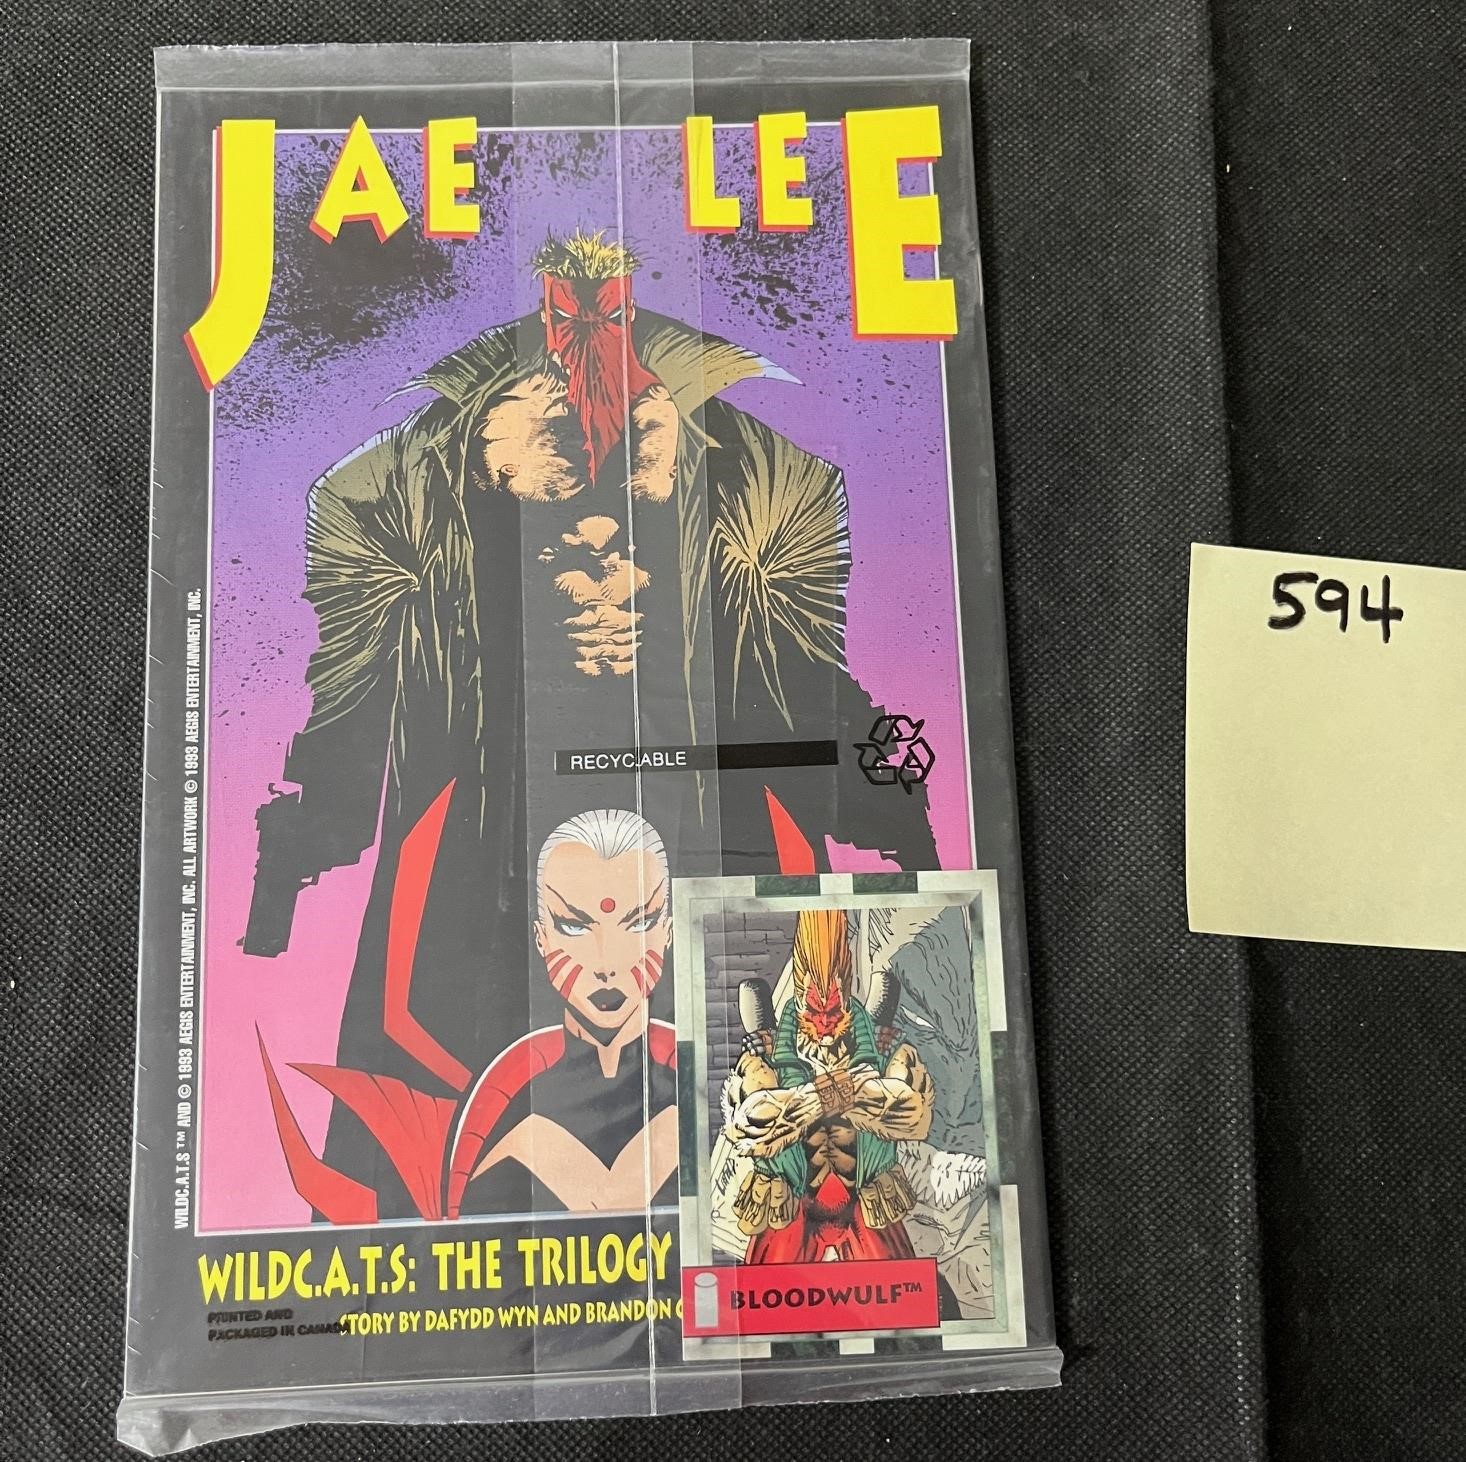 JAE LEE
WILDC.A.T.S ™ AND © 1993 AEGIS ENTERTAINMENT, INC. ALL ARTWORK © 1993 AEGIS ENTERTAINMENT, INC.
RECYCLABLE
594
BLOODWULF™
WILDC.A.T.S: THE TRILOGY
STORY BY DAFYDD WYN AND BRANDON C
PRINTED AND
PACKAGED IN CANADA